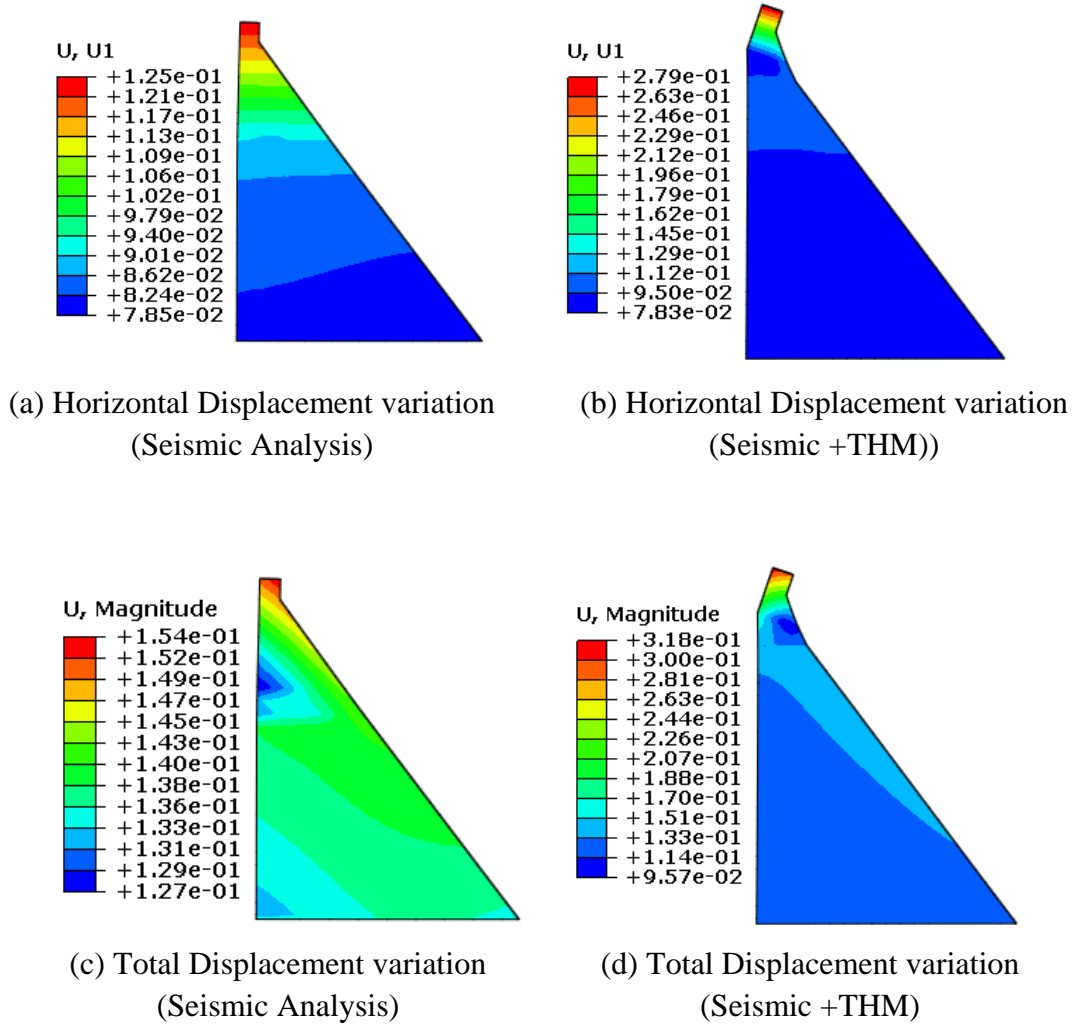 U, U1
+1.25e-01
+1.21e-01
+1.17e-01
+1.13e-01
+1.09e-01
+1.06e-01
+1.02e-01
+9.79e-02
+9.40e-02
+9.01e-02
+8.62e-02
+8.24e-02
+7.85e-02
(a) Horizontal Displacement variation
(Seismic Analysis)
U, U1
+2.79e-01
+2.63e-01
+2.46e-01
+2.29e-01
+2.12e-01
+1.96e-01
+1.79e-01
+1.62e-01
+1.45e-01
+1.29e-01
+1.12e-01
+9.50e-02
+7.83e-02
(b) Horizontal Displacement variation
(Seismic +THM))
U, Magnitude
+1.54e-01
+1.52e-01
+1.49e-01
+1.47e-01
+1.45e-01
+1.43e-01
+1.40e-01
+1.38e-01
+1.36e-01
+1.33e-01
+1.31e-01
+1.29e-01
+1.27e-01
(c) Total Displacement variation
(Seismic Analysis)
U, Magnitude
+3.18e-01
+3.00e-01
+2.81e-01
+2.63e-01
+2.44e-01
+2.26e-01
+2.07e-01
+1.88e-01
+1.70e-01
+1.51e-01
+1.33e-01
+1.14e-01
+9.57e-02
(d) Total Displacement variation
(Seismic +THM)